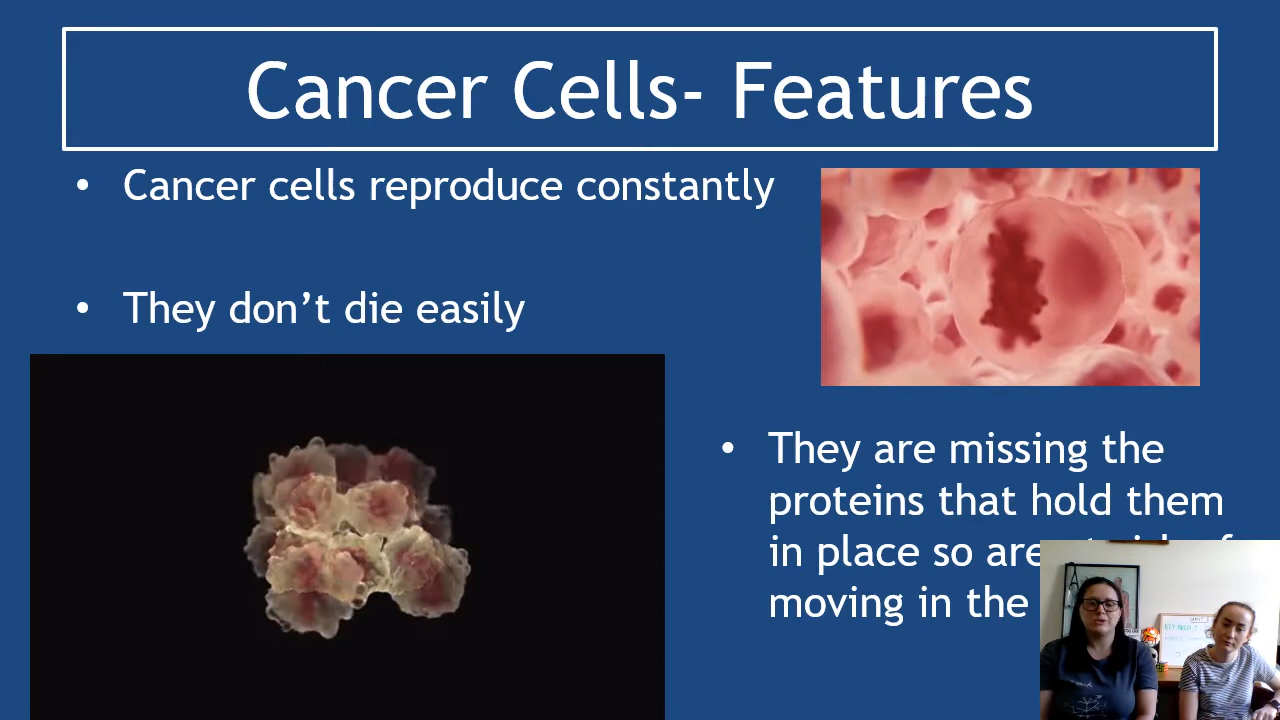 Cancer Cells- Features
• Cancer cells reproduce constantly
• They don’t die easily
• They are missing the
proteins that hold them
in place so are
moving in the